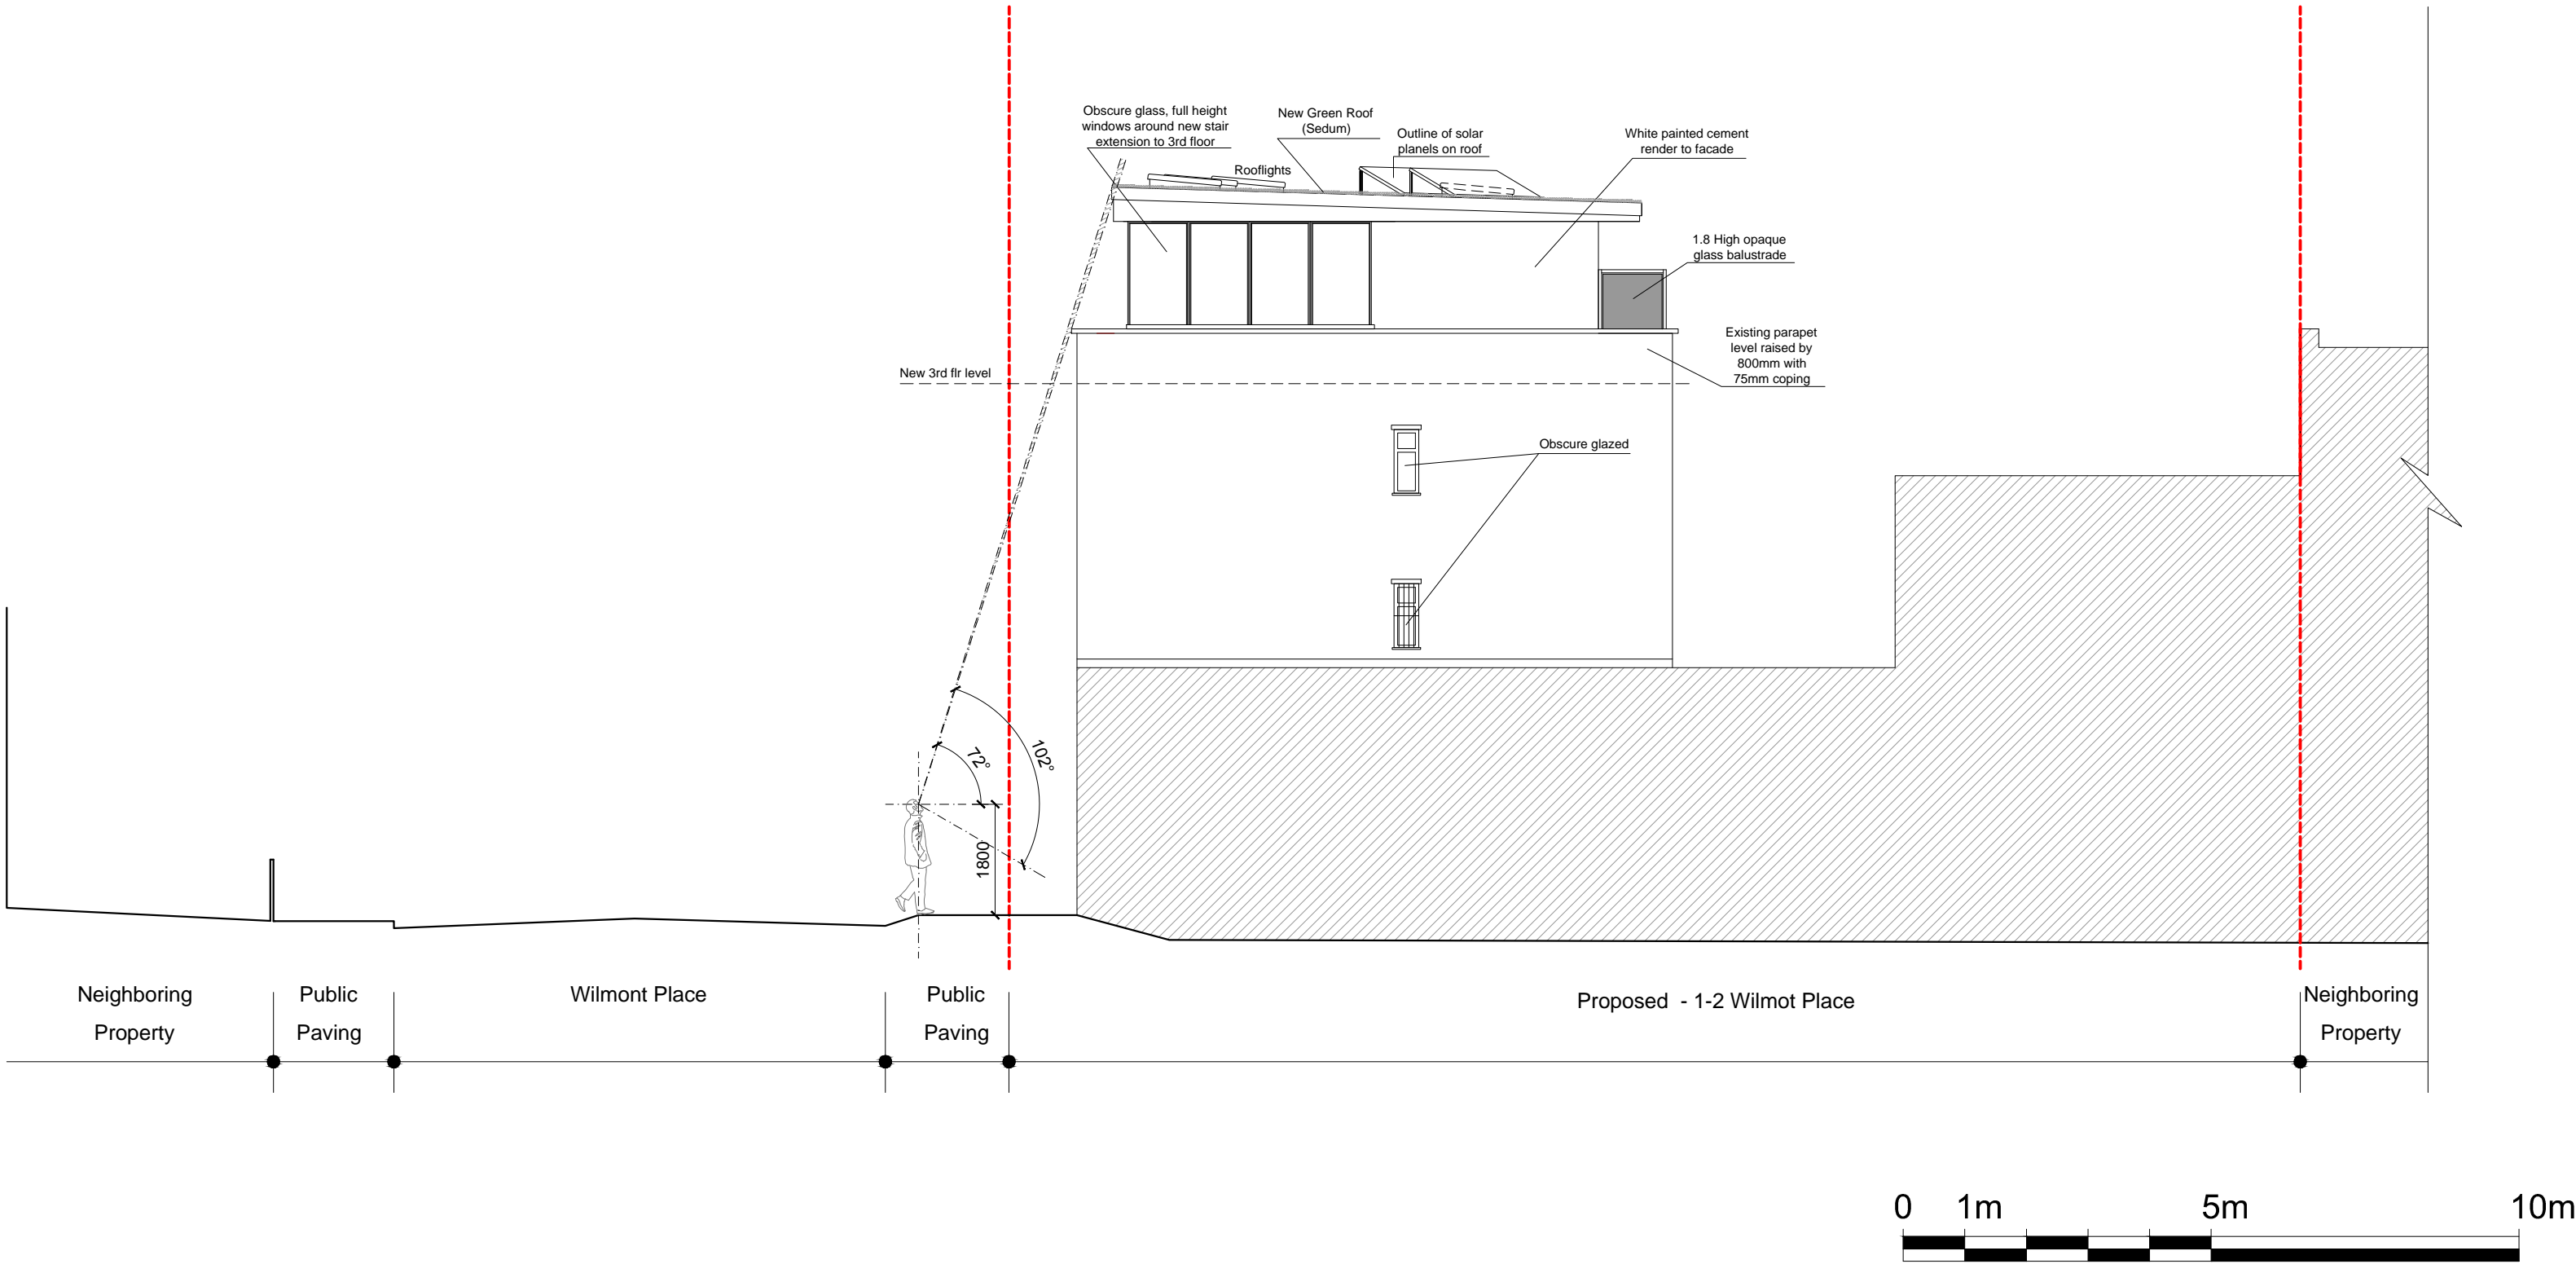 Obscure glass, full height
windows around new stair
extension to 3rd floor
New Green Roof
(Sedum)
Rooflights
Outline of solar
planels on roof
White painted cement
render to facade
1.8 High opaque
glass balustrade
Existing parapet
level raised by
800mm with
75mm coping
New 3rd flr level
Obscure glazed
72°
102°
1800
Neighboring
Property
Public
Paving
Wilmont Place
Public
Paving
Proposed - 1-2 Wilmot Place
Neighboring
Property
0 1m 5m 10m